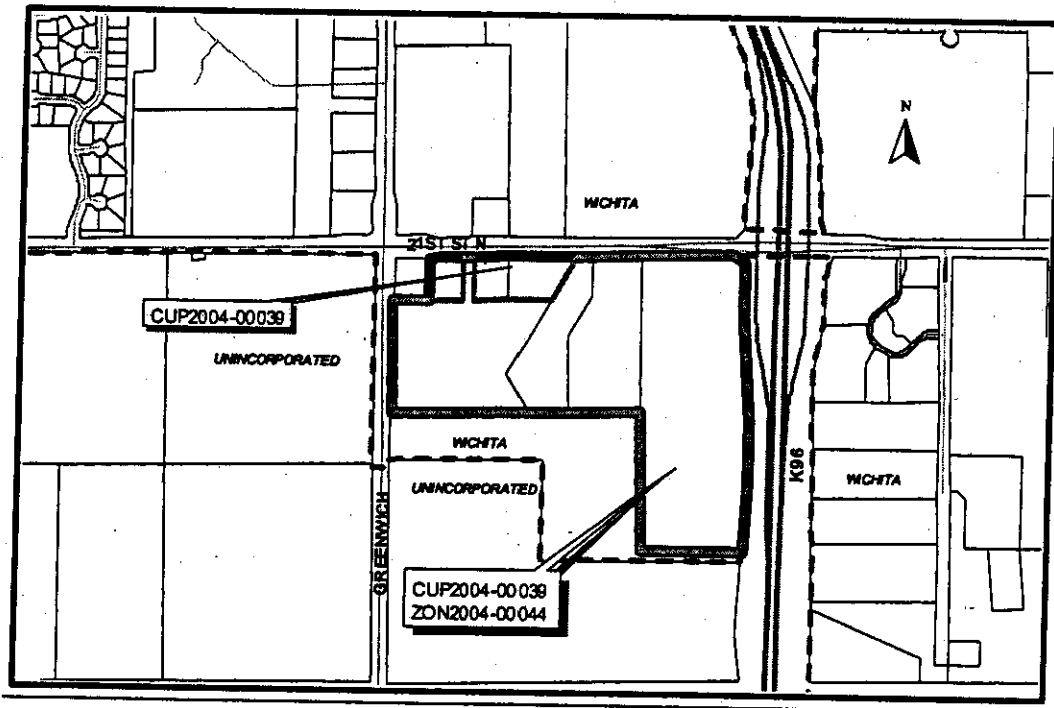 N
WICHITA
21ST ST N
CUP2004-00039
UNINCORPORATED
WICHITA
UNINCORPORATED
K96
WICHITA
GREENWICH
CUP2004-00039
ZON2004-00044